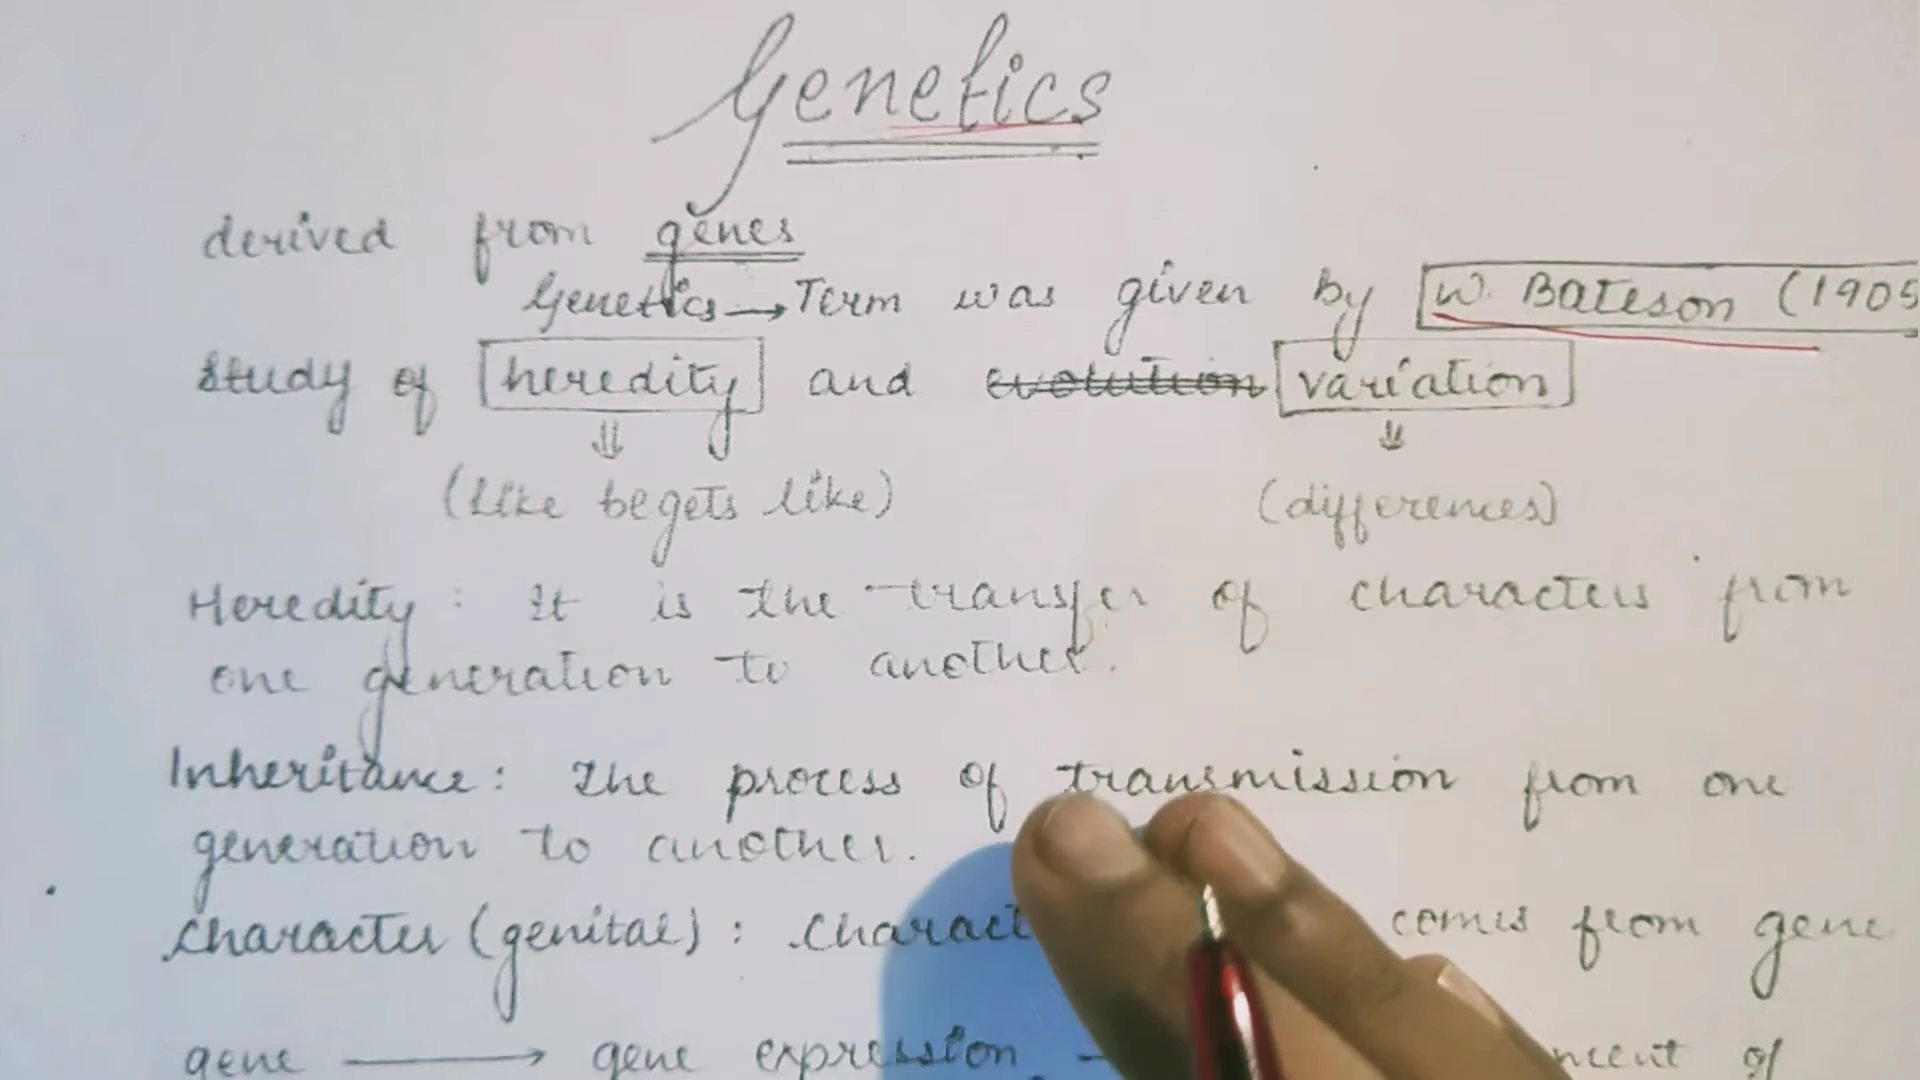 Genetics
derived from genes
Genetics → Term was given by W. Bateson (1905
Study of heredity and evolution variation
(Like begets like) (differences)
Heredity : It is the transfer of characters from
one generation to another.
Inheritance : The process of transmission from one
generation to another.
character (genital) : comes from gene
gene → gene expression of